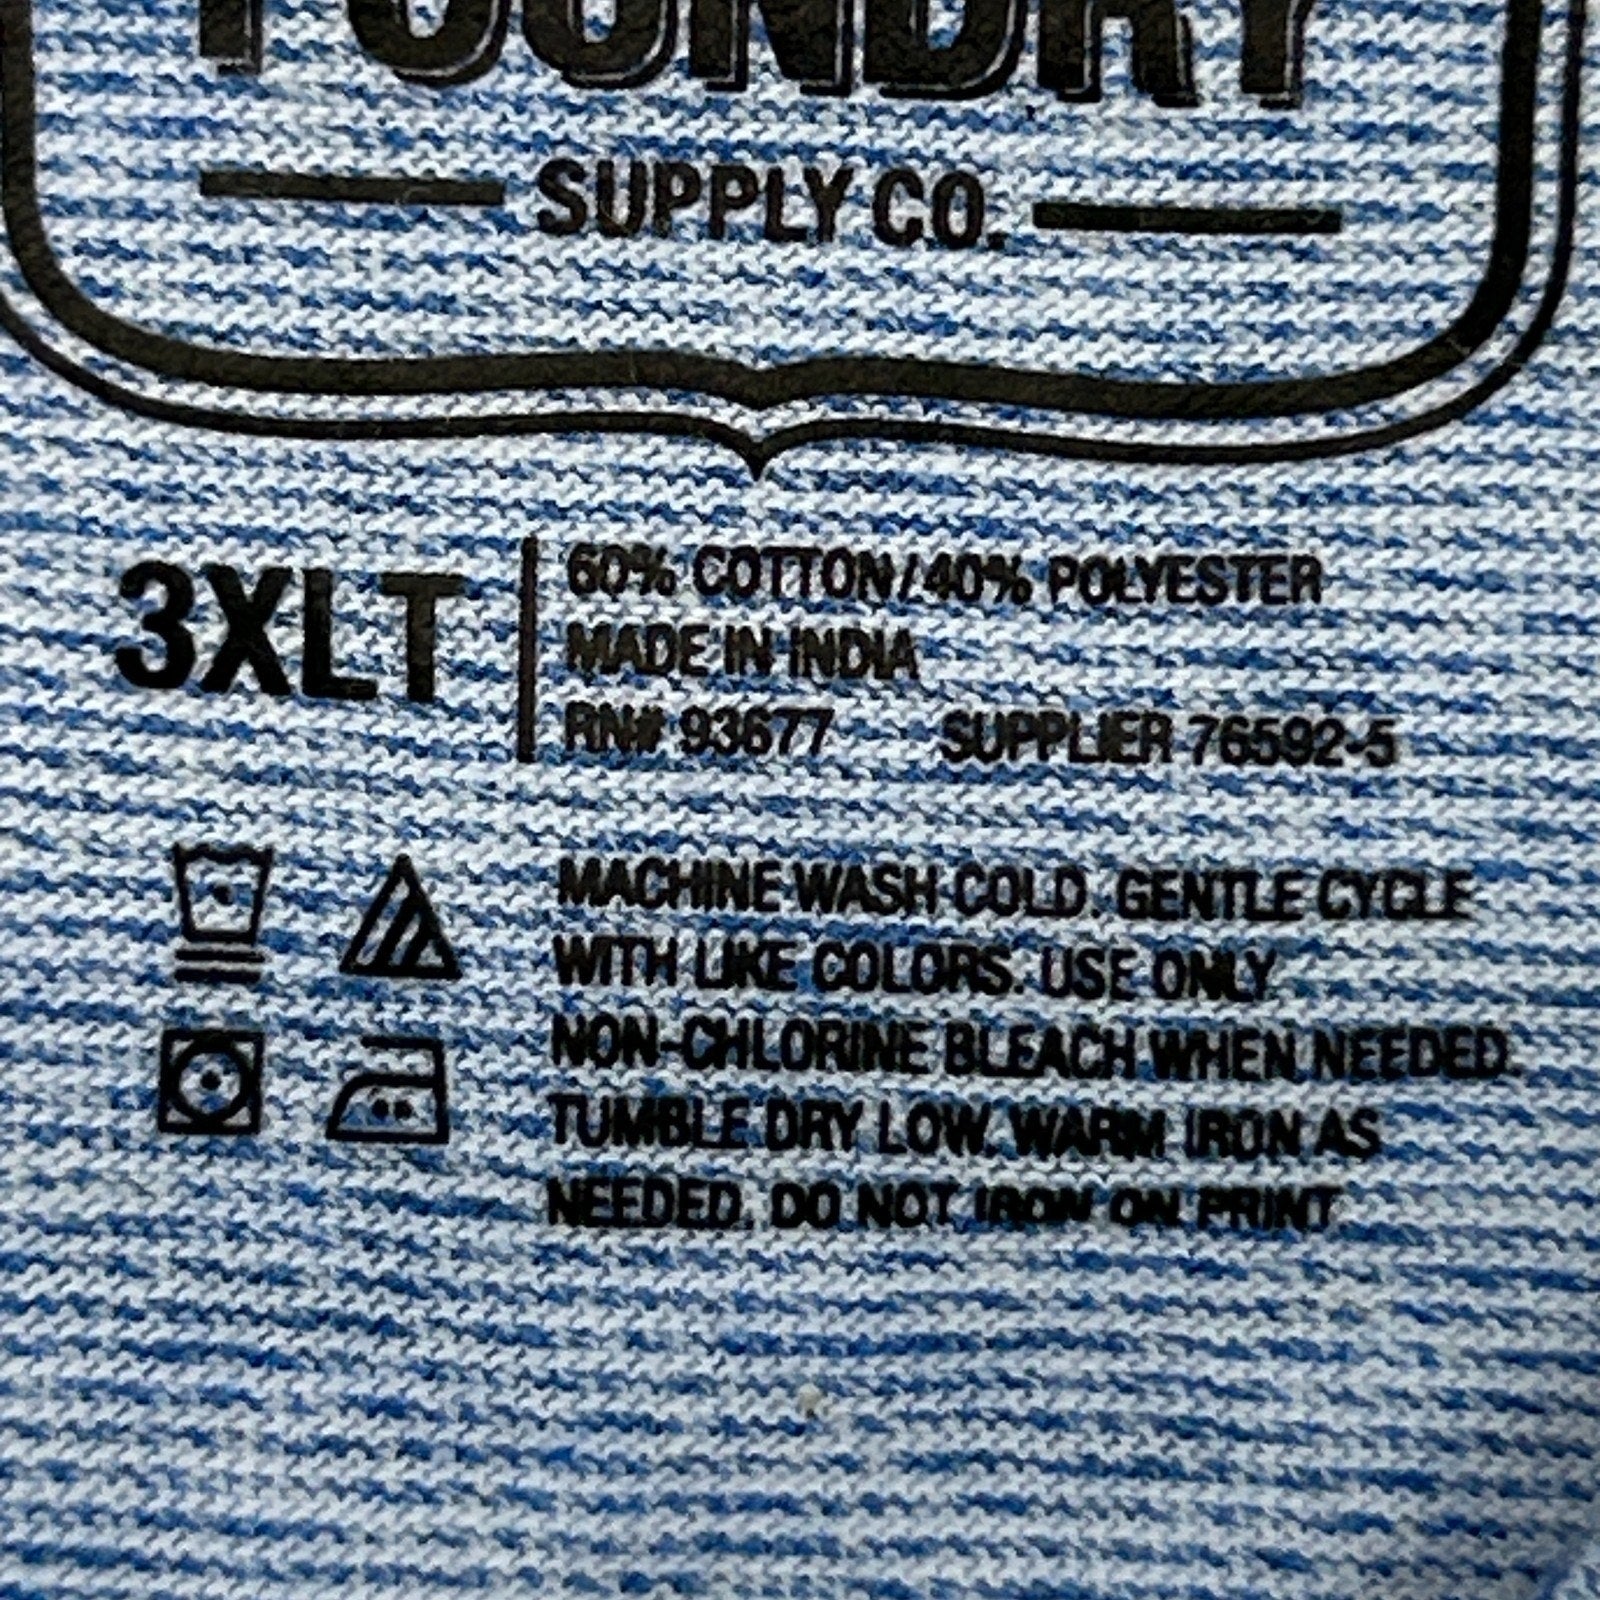 FOUNDRY
SUPPLY CO.
3XLT
60% COTTON/40% POLYESTER
MADE IN INDIA
RN# 93677 SUPPLIER 76592-5
MACHINE WASH COLD. GENTLE CYCLE
WITH LIKE COLORS. USE ONLY
NON-CHLORINE BLEACH WHEN NEEDED.
TUMBLE DRY LOW. WARM IRON AS
NEEDED. DO NOT IRON ON PRINT